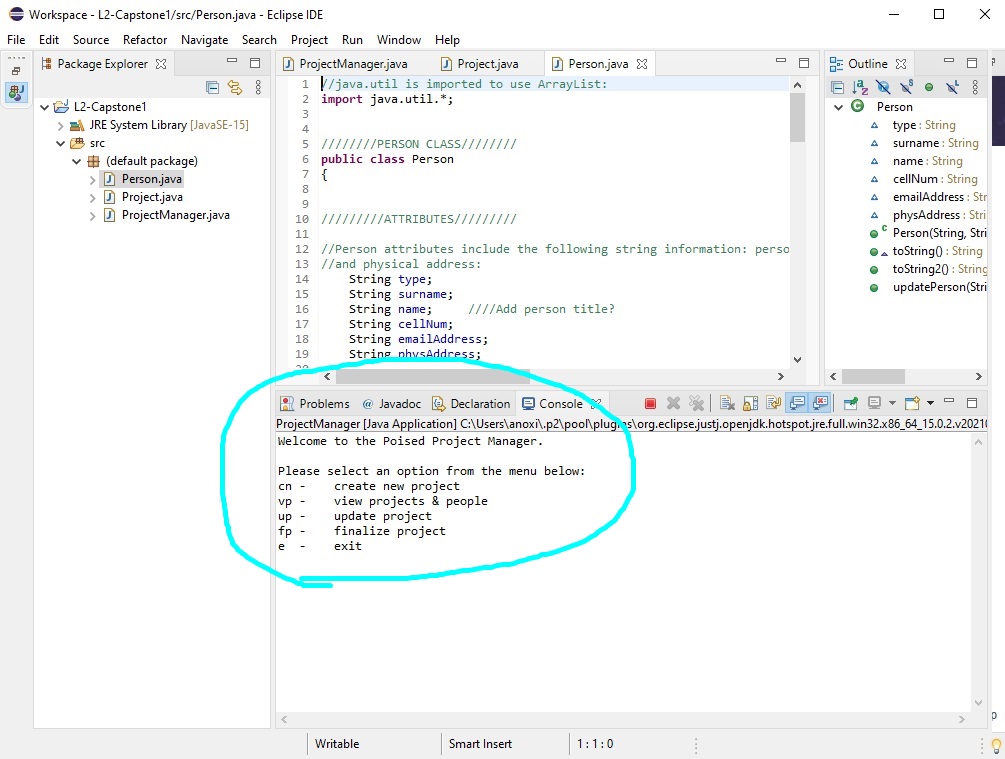 Workspace - L2-Capstone1/src/Person.java - Eclipse IDE
File Edit Source Refactor Navigate Search Project Run Window Help
Package Explorer
L2-Capstone1
JRE System Library [JavaSE-15]
src
(default package)
Person.java
Project.java
ProjectManager.java
ProjectManager.java Project.java Person.java
1 //java.util is imported to use ArrayList:
2 import java.util.*;
3
4
5 ////////PERSON CLASS////////
6 public class Person
7 {
8
9
10 /////////ATTRIBUTES/////////
11
12 //Person attributes include the following string information: perso
13 //and physical address:
14 String type;
15 String surname;
16 String name; ////Add person title?
17 String cellNum;
18 String emailAddress;
19 String physAddress;
20
Outline
Person
type : String
surname : String
name : String
cellNum : String
emailAddress : Str
physAddress : Stri
Person(String, Stri
toString() : String
toString2() : String
updatePerson(Stri
Problems @ Javadoc Declaration Console
ProjectManager [Java Application] C:\Users\anoxi\.p2\pool\plugins\org.eclipse.justj.openjdk.hotspot.jre.full.win32.x86_64_15.0.2.v20210
Welcome to the Poised Project Manager.
Please select an option from the menu below:
cn - create new project
vp - view projects & people
up - update project
fp - finalize project
e - exit
Writable Smart Insert 1 : 1 : 0